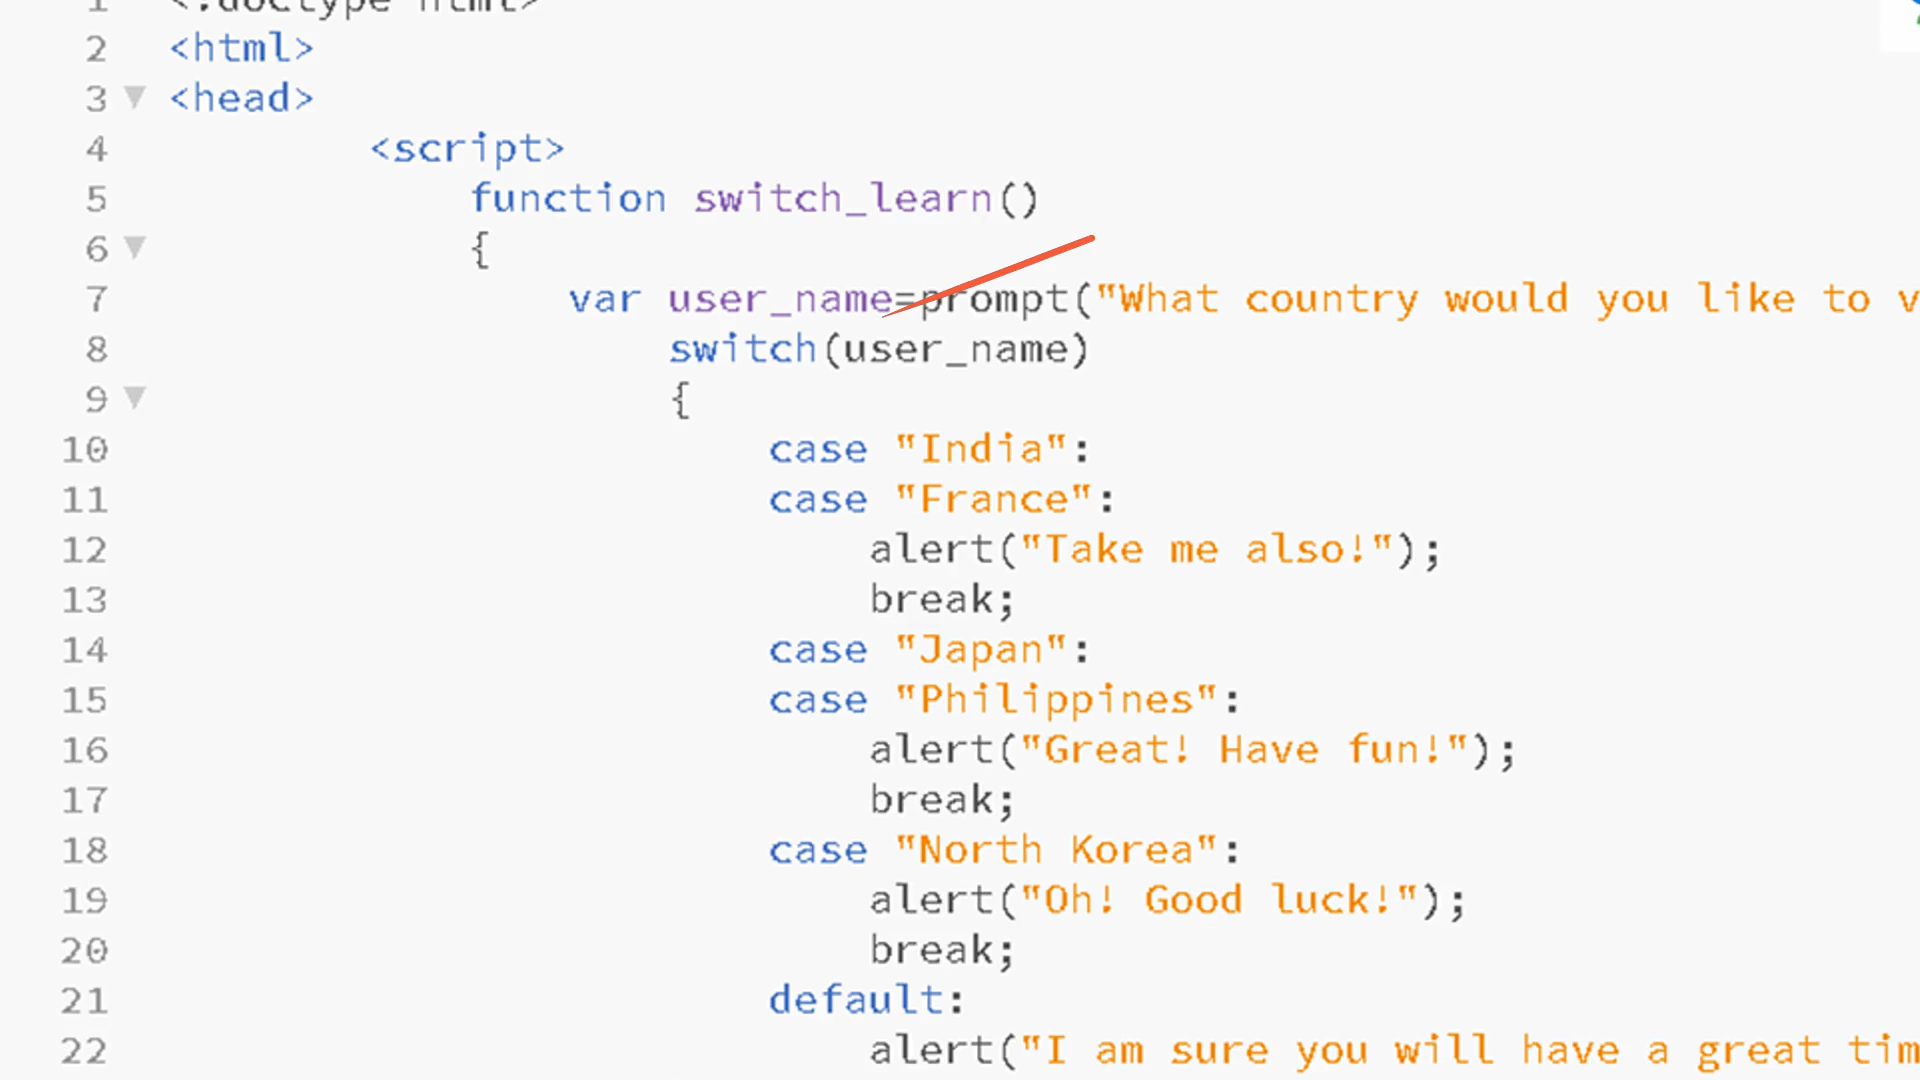 1 <!doctype html>
2 <html>
3 <head>
4 <script>
5 function switch_learn()
6 {
7 var user_name=prompt("What country would you like to v
8 switch(user_name)
9 {
10 case "India":
11 case "France":
12 alert("Take me also!");
13 break;
14 case "Japan":
15 case "Philippines":
16 alert("Great! Have fun!");
17 break;
18 case "North Korea":
19 alert("Oh! Good luck!");
20 break;
21 default:
22 alert("I am sure you will have a great tim